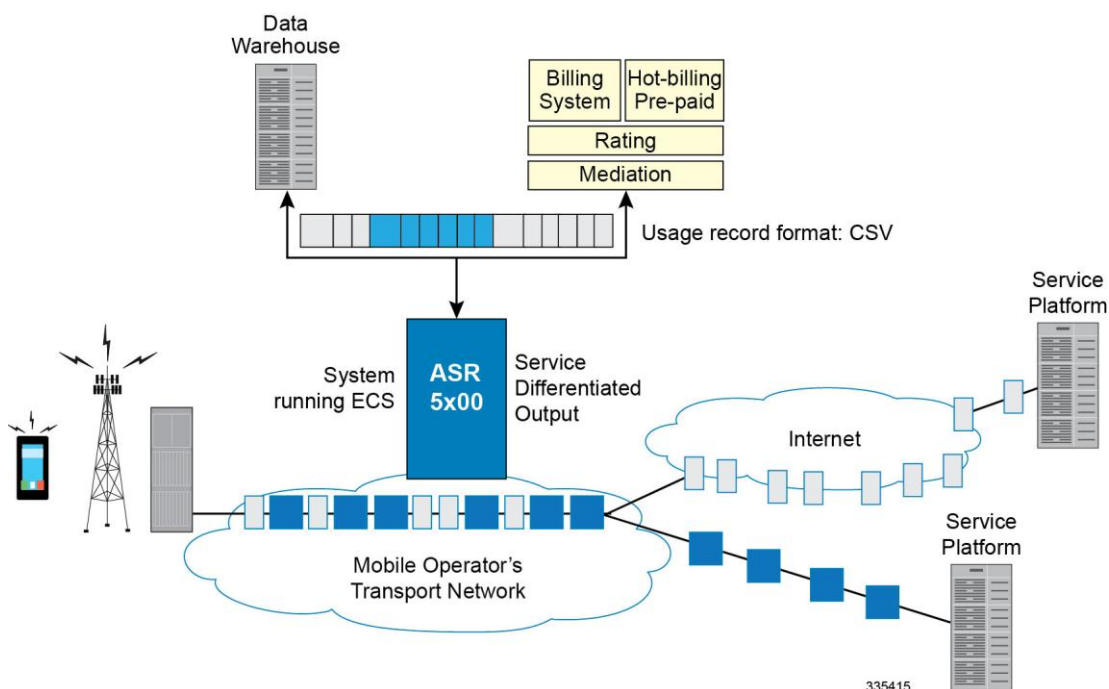 Data
Warehouse
Billing
System
Hot-billing
Pre-paid
Rating
Mediation
Usage record format: CSV
System
running ECS
ASR
5x00
Service
Differentiated
Output
Service
Platform
Internet
Mobile Operator's
Transport Network
Service
Platform
335415